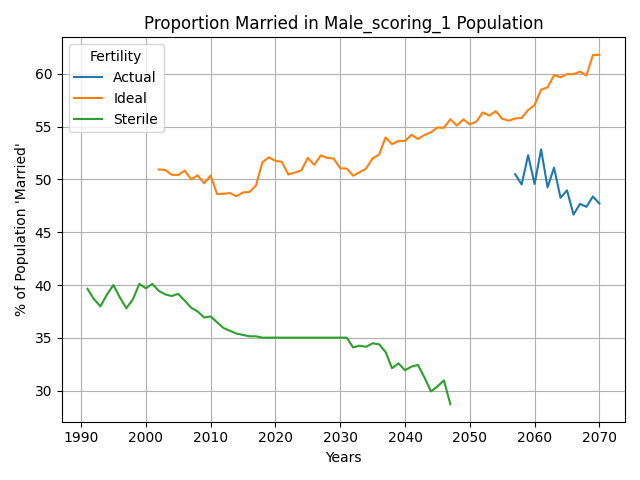 Proportion Married in Male_scoring_1 Population
Fertility
Actual
Ideal
Sterile
% of Population 'Married'
60
55
50
45
40
35
30
1990 2000 2010 2020 2030 2040 2050 2060 2070
Years